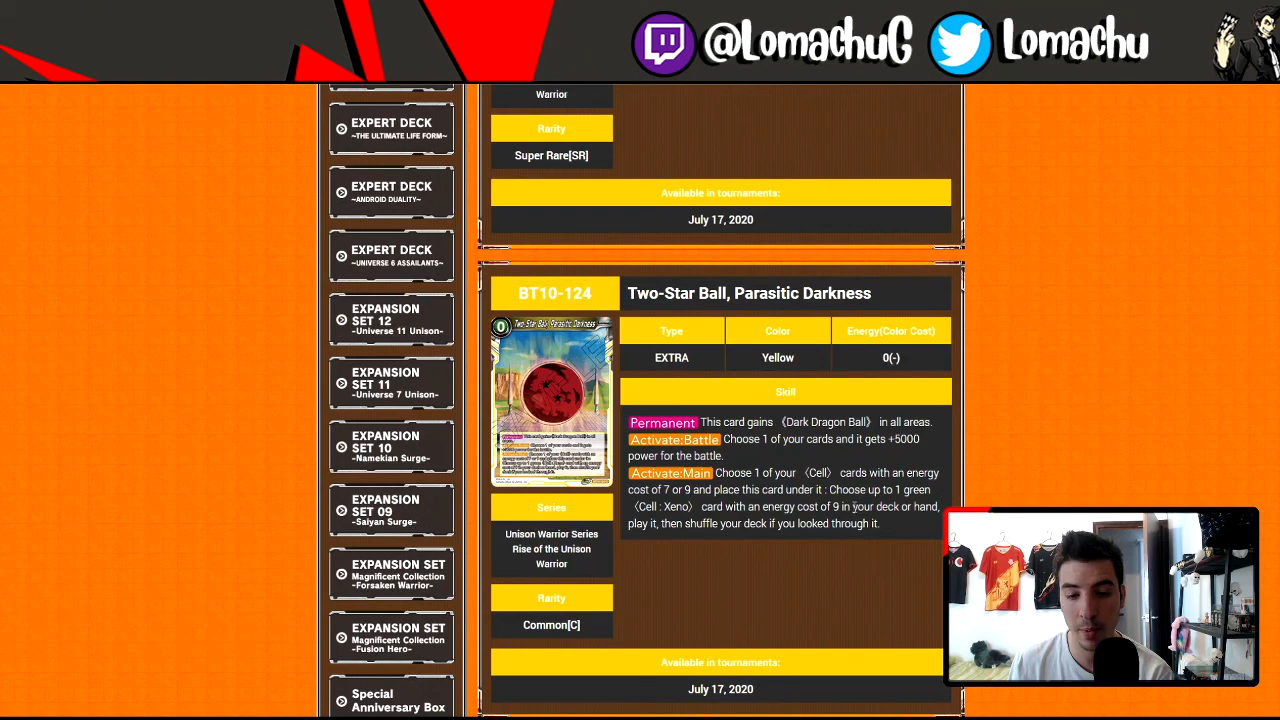 @LomachuG
Lomachu
EXPERT DECK
~THE ULTIMATE LIFE FORM~
EXPERT DECK
~ANDROID DUALITY~
EXPERT DECK
~UNIVERSE 6 ASSAILANTS~
EXPANSION
SET 12
~Universe 11 Unison~
EXPANSION
SET 11
~Universe 7 Unison~
EXPANSION
SET 10
~Namekian Surge~
EXPANSION
SET 09
~Saiyan Surge~
EXPANSION SET
Magnificent Collection
-Forsaken Warrior-
EXPANSION SET
Magnificent Collection
-Fusion Hero-
Special
Anniversary Box
Warrior
Rarity
Super Rare[SR]
Available in tournaments:
July 17, 2020
BT10-124
Two-Star Ball, Parasitic Darkness
0
Two-Star Ball, Parasitic Darkness
Type
Color
Energy(Color Cost)
EXTRA
Yellow
0(-)
Skill
Permanent This card gains 《Dark Dragon Ball》 in all areas.
Activate:Battle Choose 1 of your cards and it gets +5000
power for the battle.
Activate:Main Choose 1 of your 〈Cell〉 cards with an energy
cost of 7 or 9 and place this card under it : Choose up to 1 green
〈Cell : Xeno〉 card with an energy cost of 9 in your deck or hand,
play it, then shuffle your deck if you looked through it.
Series
Unison Warrior Series
Rise of the Unison
Warrior
Rarity
Common[C]
Available in tournaments:
July 17, 2020